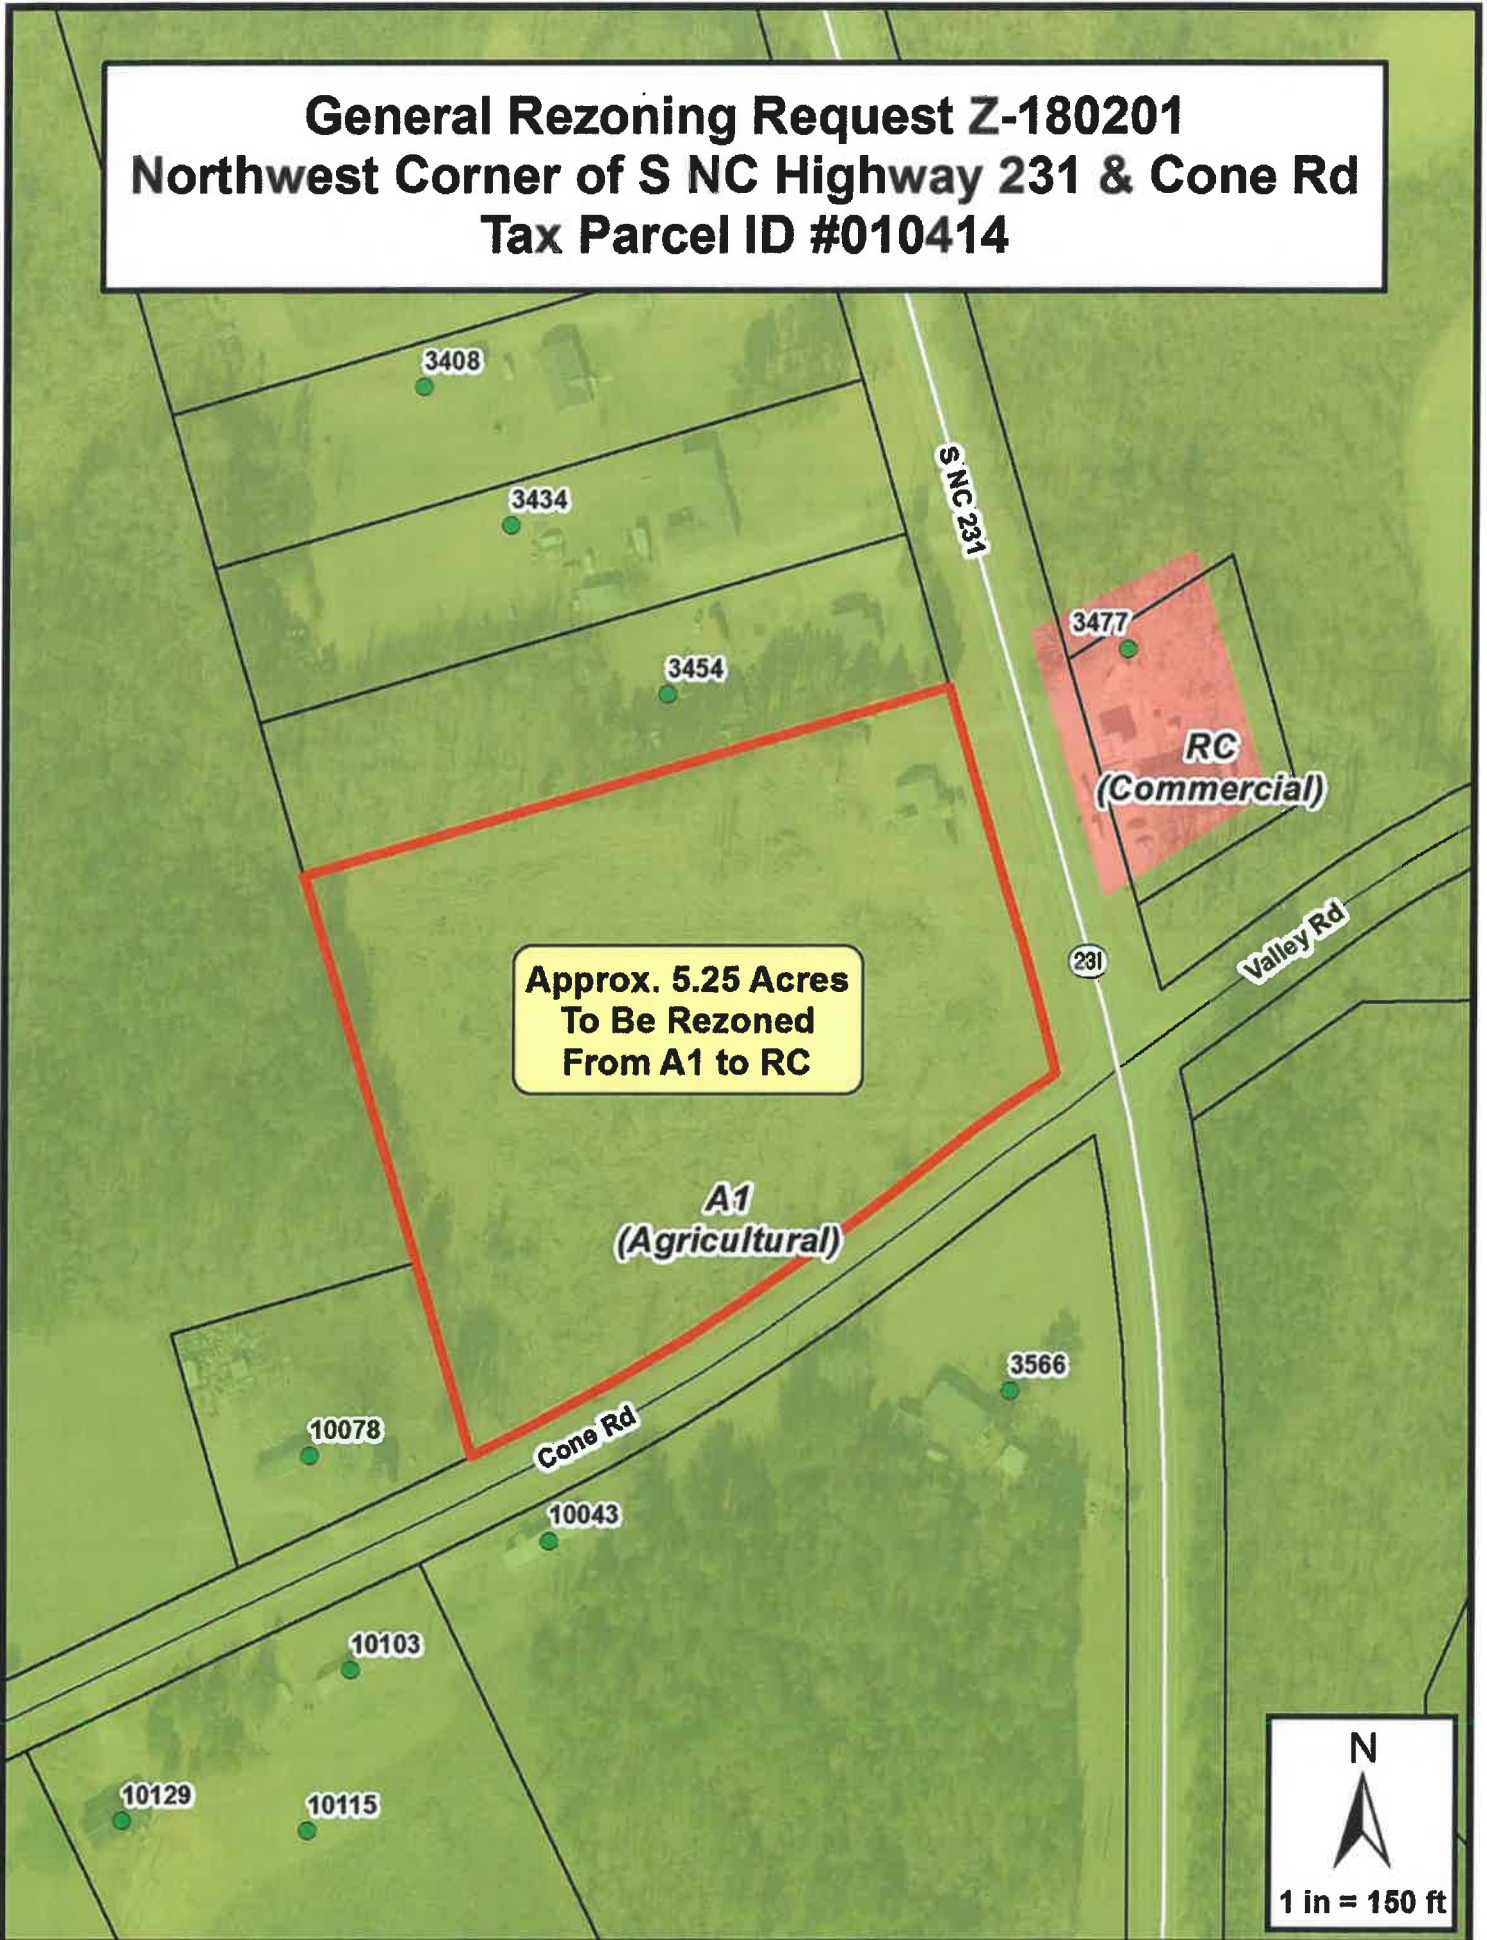 General Rezoning Request Z-180201
Northwest Corner of S NC Highway 231 & Cone Rd
Tax Parcel ID #010414
3408
3434
S NC 231
3454
3477
RC
(Commercial)
Valley Rd
231
Approx. 5.25 Acres
To Be Rezoned
From A1 to RC
A1
(Agricultural)
3566
10078
Cone Rd
10043
10103
10129
10115
N
1 in = 150 ft